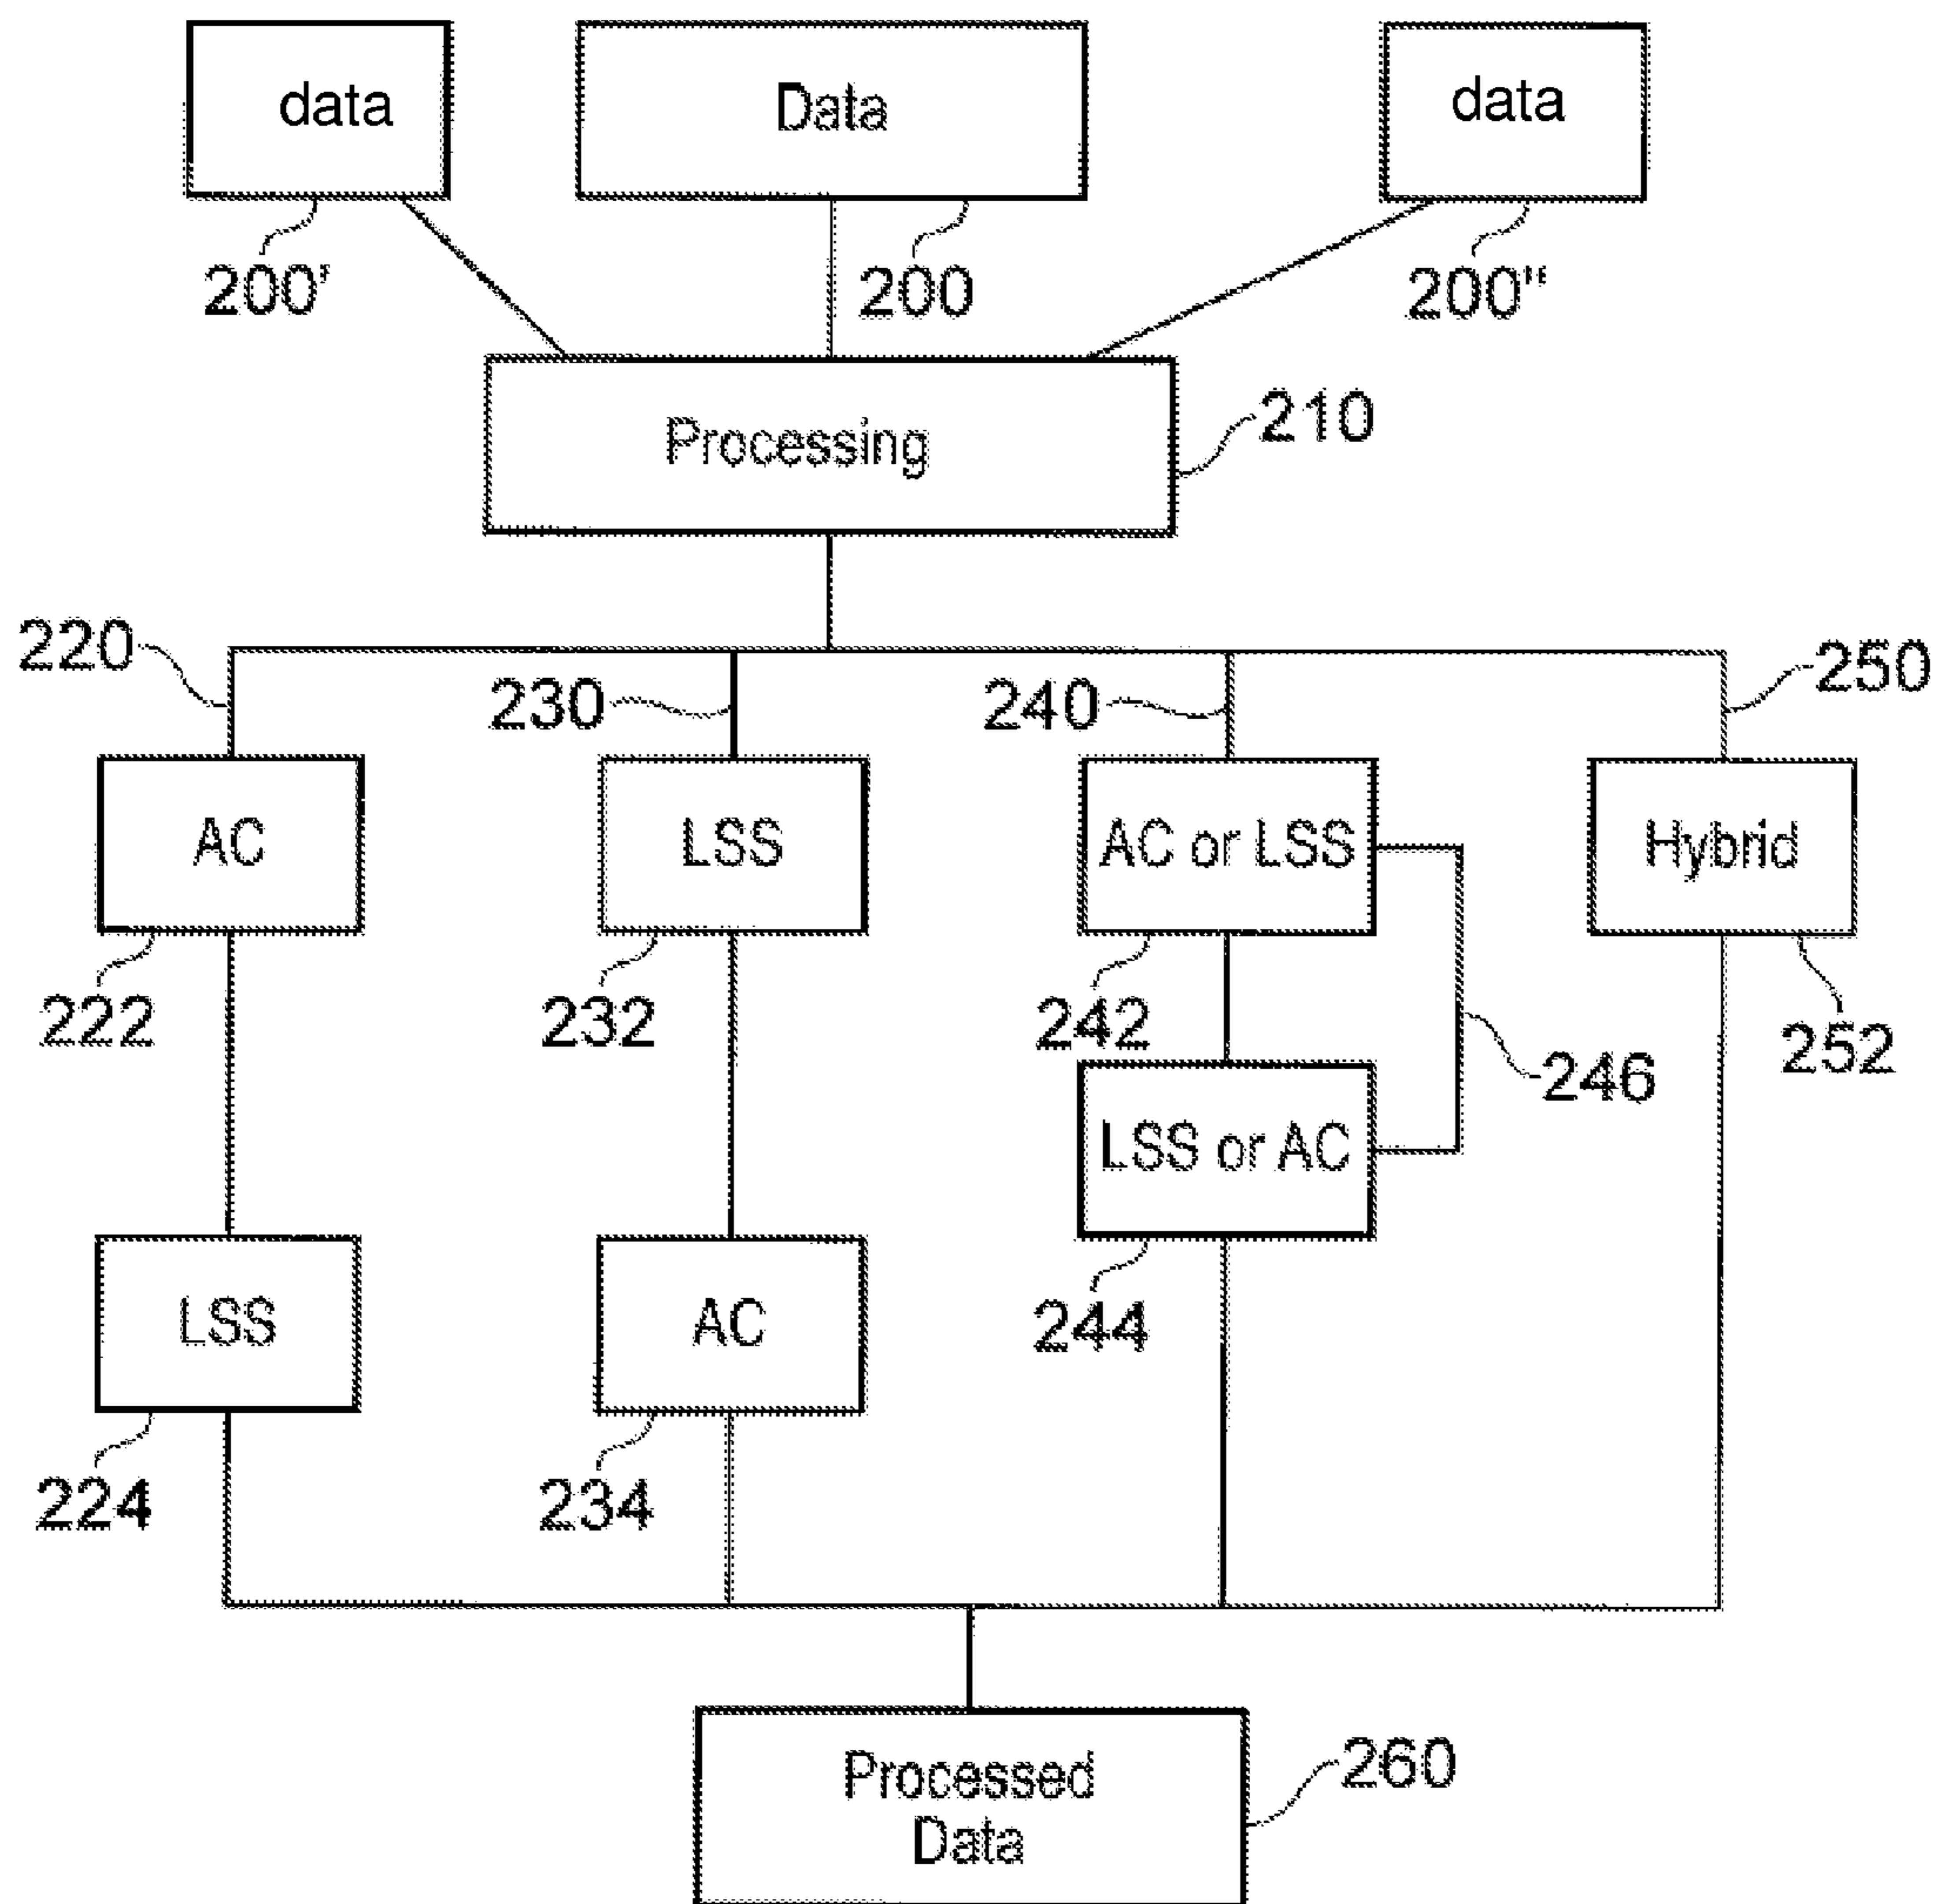 data
Data
data
200'
200
200"
Processing
210
220
230
240
250
AC
LSS
AC or LSS
Hybrid
222
232
242
252
246
LSS or AC
LSS
AC
244
224
234
Processed
Data
260